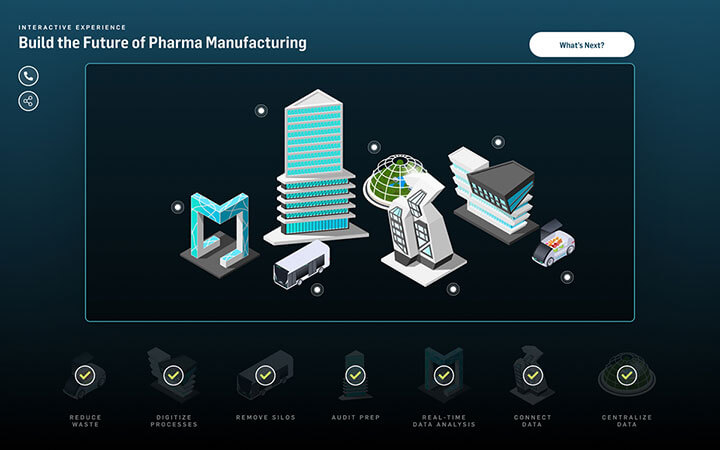 INTERACTIVE EXPERIENCE
Build the Future of Pharma Manufacturing
What's Next?
REDUCE
WASTE
DIGITIZE
PROCESSES
REMOVE SILOS
AUDIT PREP
REAL-TIME
DATA ANALYSIS
CONNECT
DATA
CENTRALIZE
DATA